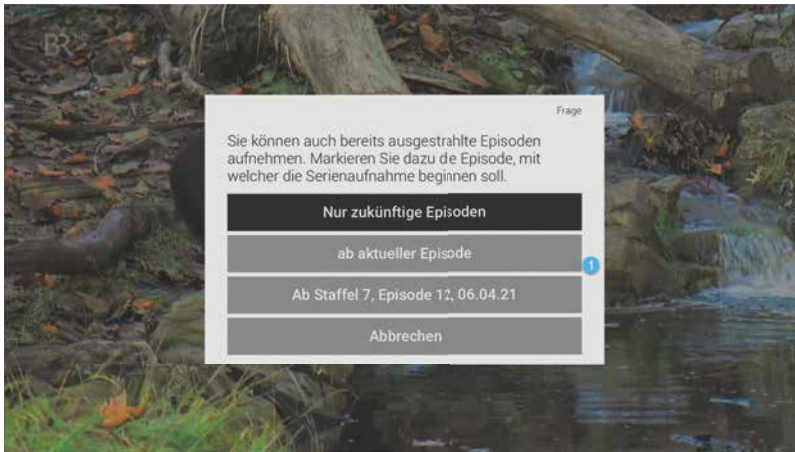 BR
Frage
Sie können auch bereits ausgestrahlte Episoden
aufnehmen. Markieren Sie dazu de Episode, mit
welcher die Serienaufnahme beginnen soll.
Nur zukünftige Episoden
ab aktueller Episode
1
Ab Staffel 7, Episode 12, 06.04.21
Abbrechen